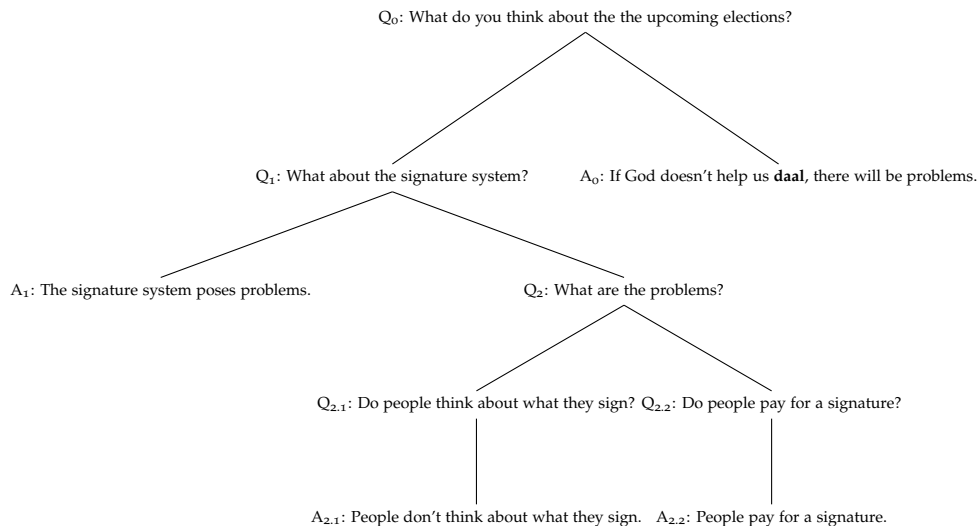 Q₀: What do you think about the the upcoming elections?
Q₁: What about the signature system? A₀: If God doesn't help us daal, there will be problems.
A₁: The signature system poses problems. Q₂: What are the problems?
Q₂.₁: Do people think about what they sign? Q₂.₂: Do people pay for a signature?
A₂.₁: People don't think about what they sign. A₂.₂: People pay for a signature.